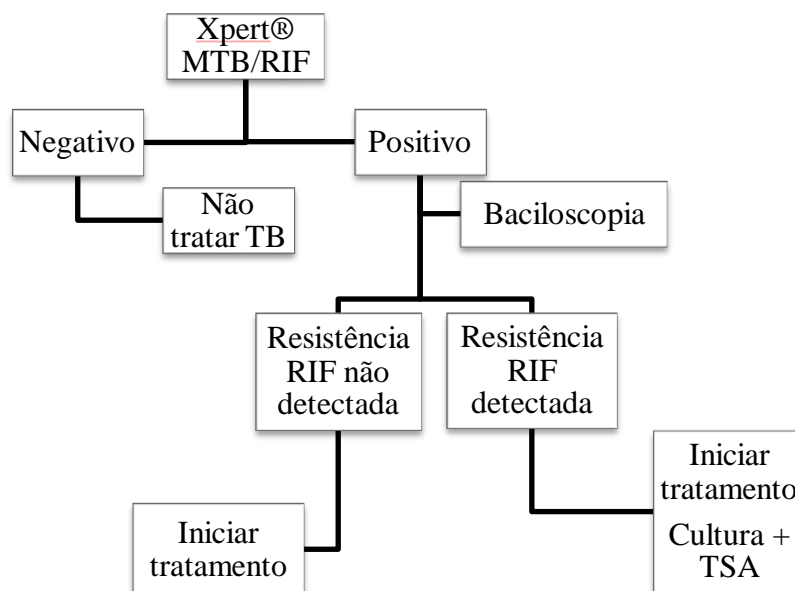 Xpert®
MTB/RIF
Negativo
Positivo
Não
tratar TB
Baciloscopia
Resistência
RIF não
detectada
Resistência
RIF
detectada
Iniciar
tratamento
Iniciar
tratamento
Cultura +
TSA